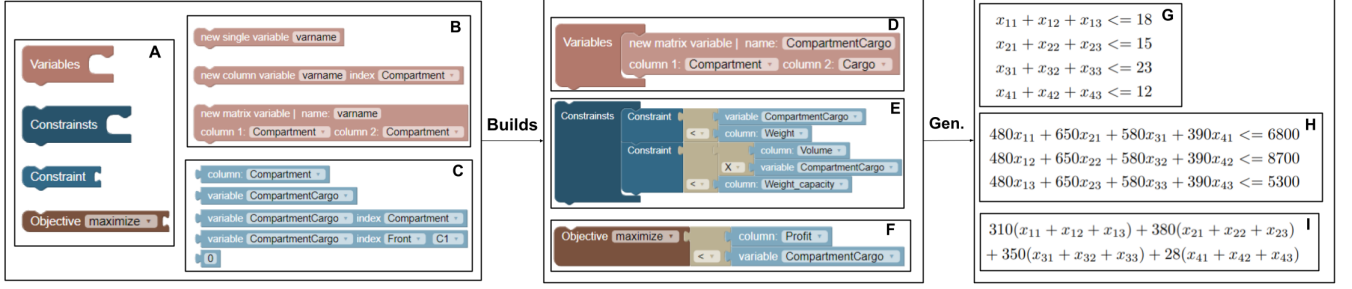 A
Variables
Constrainsts
Constraint
Objective maximize
B
new single variable varname
new column variable varname index Compartment
new matrix variable | name: varname
column 1: Compartment column 2: Compartment
C
column: Compartment
variable CompartmentCargo
variable CompartmentCargo index Compartment
variable CompartmentCargo index Front C1
0
Builds
D
Variables
new matrix variable | name: CompartmentCargo
column 1: Compartment column 2: Cargo
E
Constrainsts
Constraint
variable CompartmentCargo
< column: Weight
Constraint
column: Volume
X variable CompartmentCargo
< column: Weight_capacity
F
Objective maximize
column: Profit
< variable CompartmentCargo
Gen.
G
x₁₁ + x₁₂ + x₁₃ <= 18
x₂₁ + x₂₂ + x₂₃ <= 15
x₃₁ + x₃₂ + x₃₃ <= 23
x₄₁ + x₄₂ + x₄₃ <= 12
H
480x₁₁ + 650x₂₁ + 580x₃₁ + 390x₄₁ <= 6800
480x₁₂ + 650x₂₂ + 580x₃₂ + 390x₄₂ <= 8700
480x₁₃ + 650x₂₃ + 580x₃₃ + 390x₄₃ <= 5300
I
310(x₁₁ + x₁₂ + x₁₃) + 380(x₂₁ + x₂₂ + x₂₃)
+ 350(x₃₁ + x₃₂ + x₃₃) + 28(x₄₁ + x₄₂ + x₄₃)